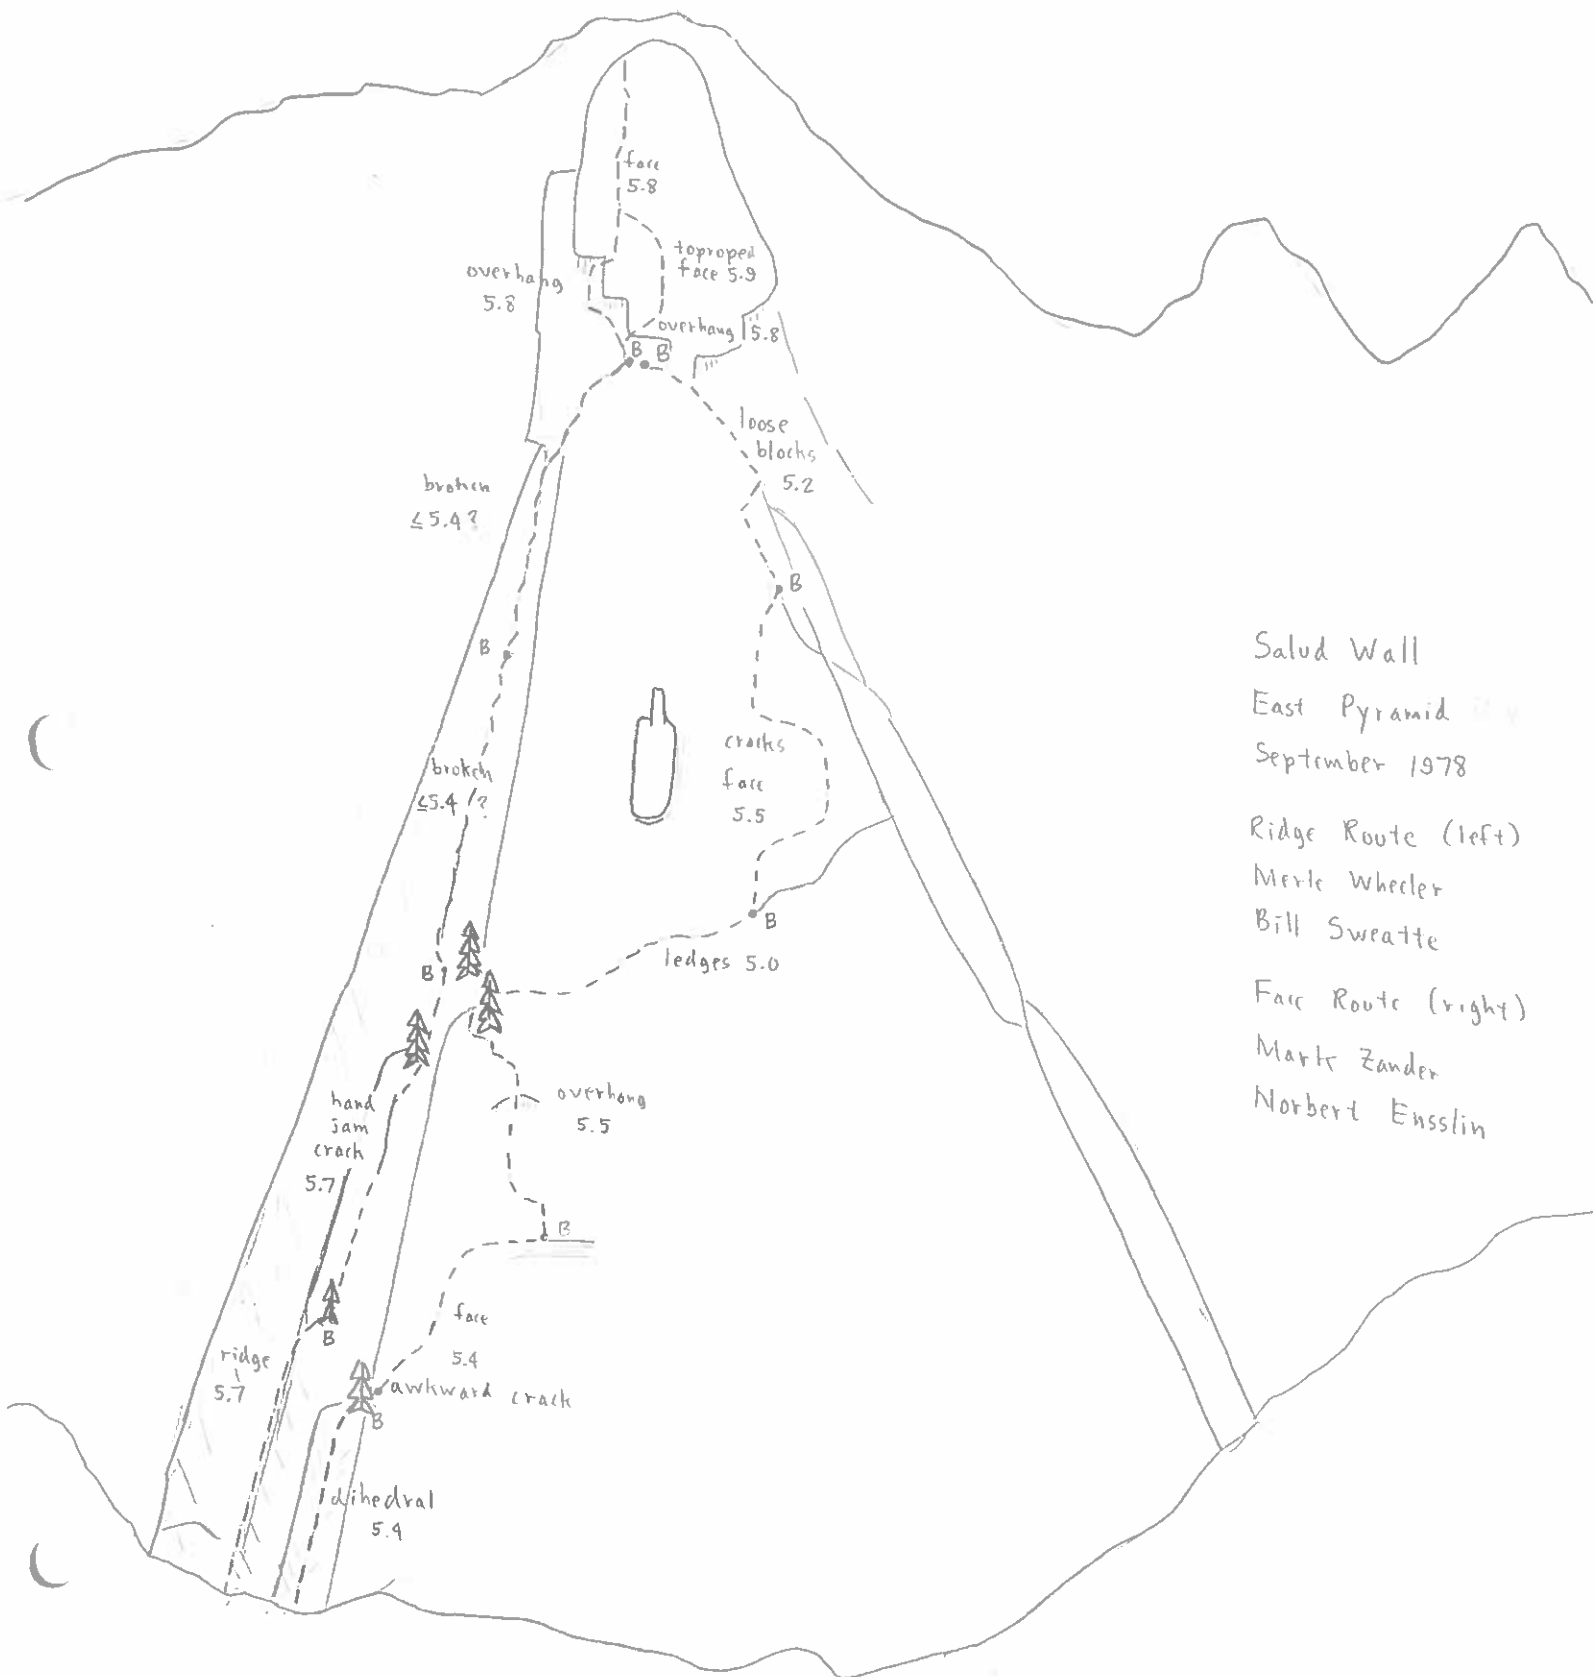 face
5.8
toproped
face 5.9
overhang
5.8
overhang 5.8
B B
loose
blocks
5.2
broken
≤5.4?
B
B
cracks
face
5.5
broken
≤5.4?
B
ledges 5.0
B
hand
jam
crack
5.7
overhang
5.5
B
face
5.4
B
ridge
5.7
awkward crack
B
dihedral
5.4
Salud Wall
East Pyramid
September 1978
Ridge Route (left)
Merle Wheeler
Bill Sweatte
Face Route (right)
Mark Zander
Norbert Ensslin